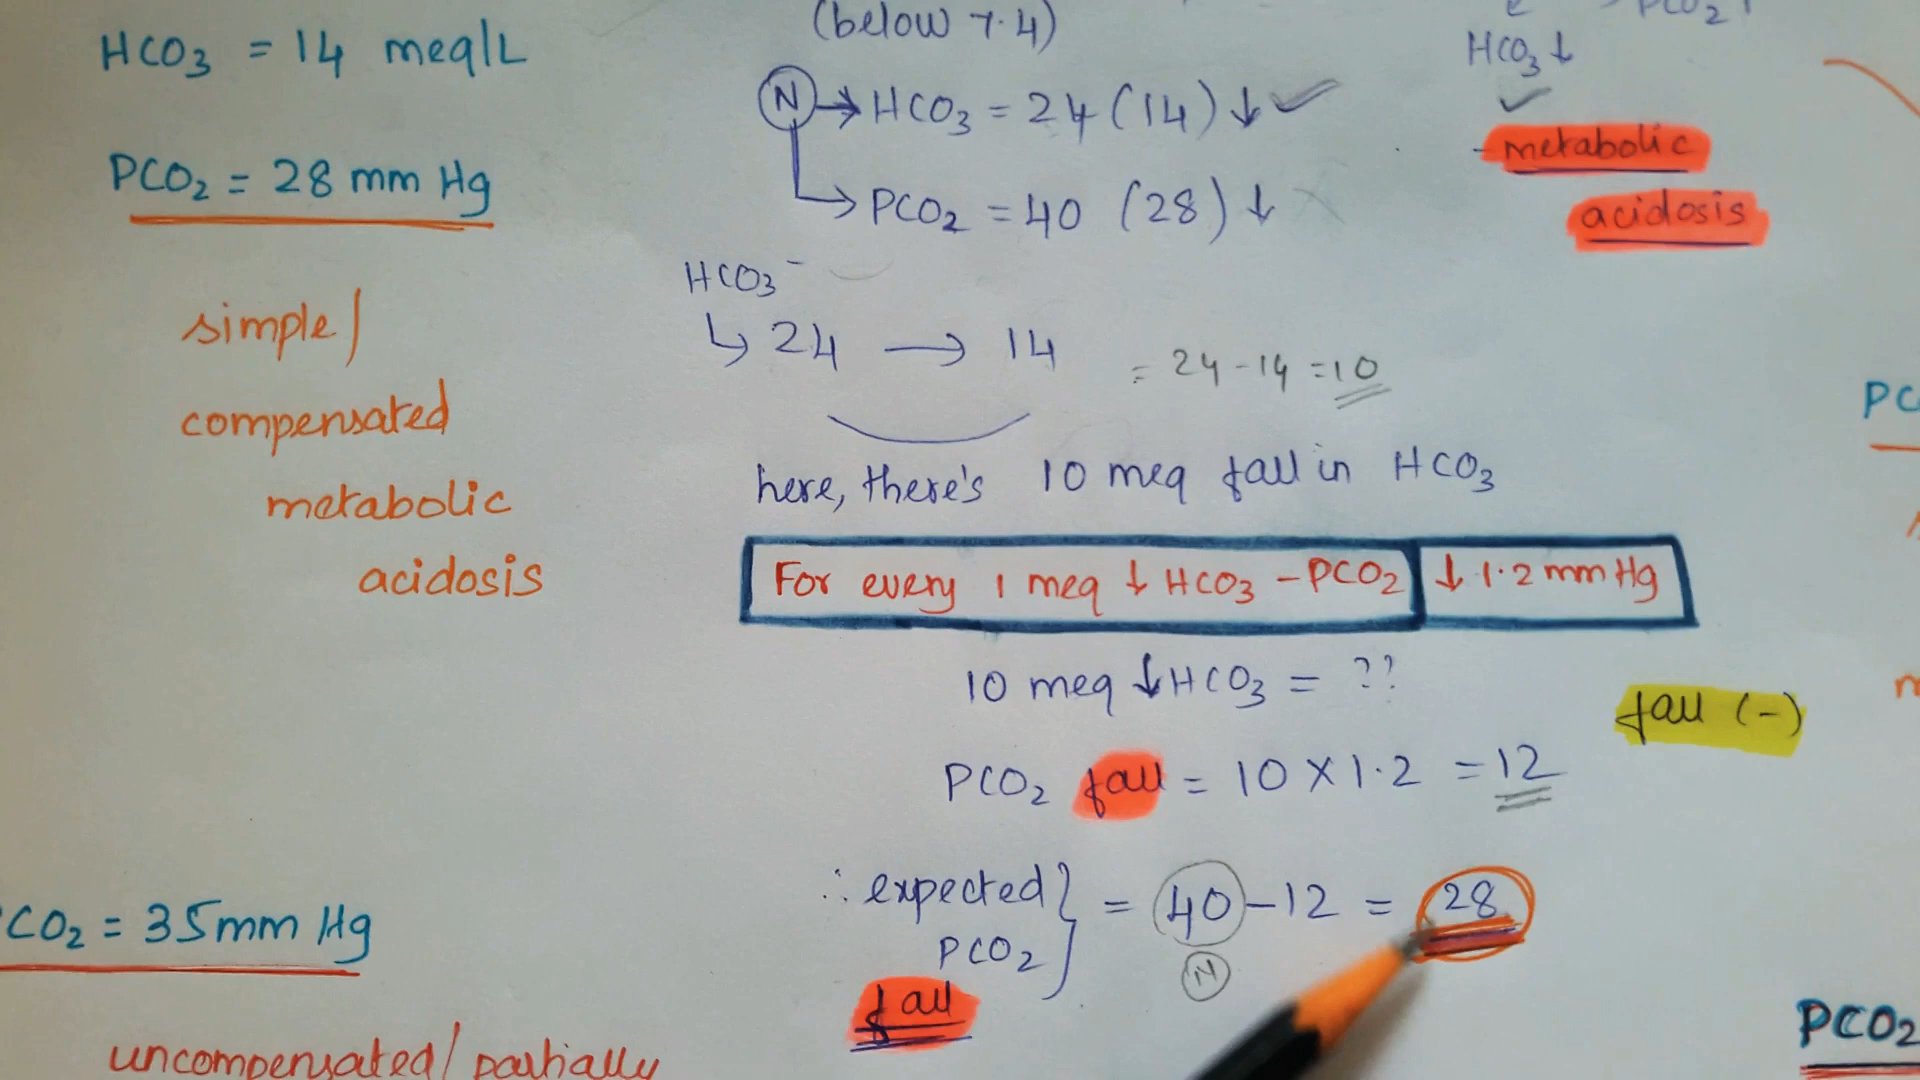 HCO3 = 14 meq/L
PCO2 = 28 mm Hg
simple/
compensated
metabolic
acidosis
CO2 = 35mm Hg
uncompensated/partially
(below 7.4)
N → HCO3 = 24 (14) ↓ ✓
→ PCO2 = 40 (28) ↓
HCO3-
↳ 24 → 14 = 24 - 14 = 10
here, there's 10 meq fall in HCO3
For every 1 meq ↓ HCO3 - PCO2 ↓ 1.2 mm Hg
10 meq ↓ HCO3 = ??
fall (-)
PCO2 fall = 10 X 1.2 = 12
∴ expected } = 40 - 12 = 28
PCO2
N
fall
HCO3 ↓
✓
- metabolic
acidosis
PC
PCO2